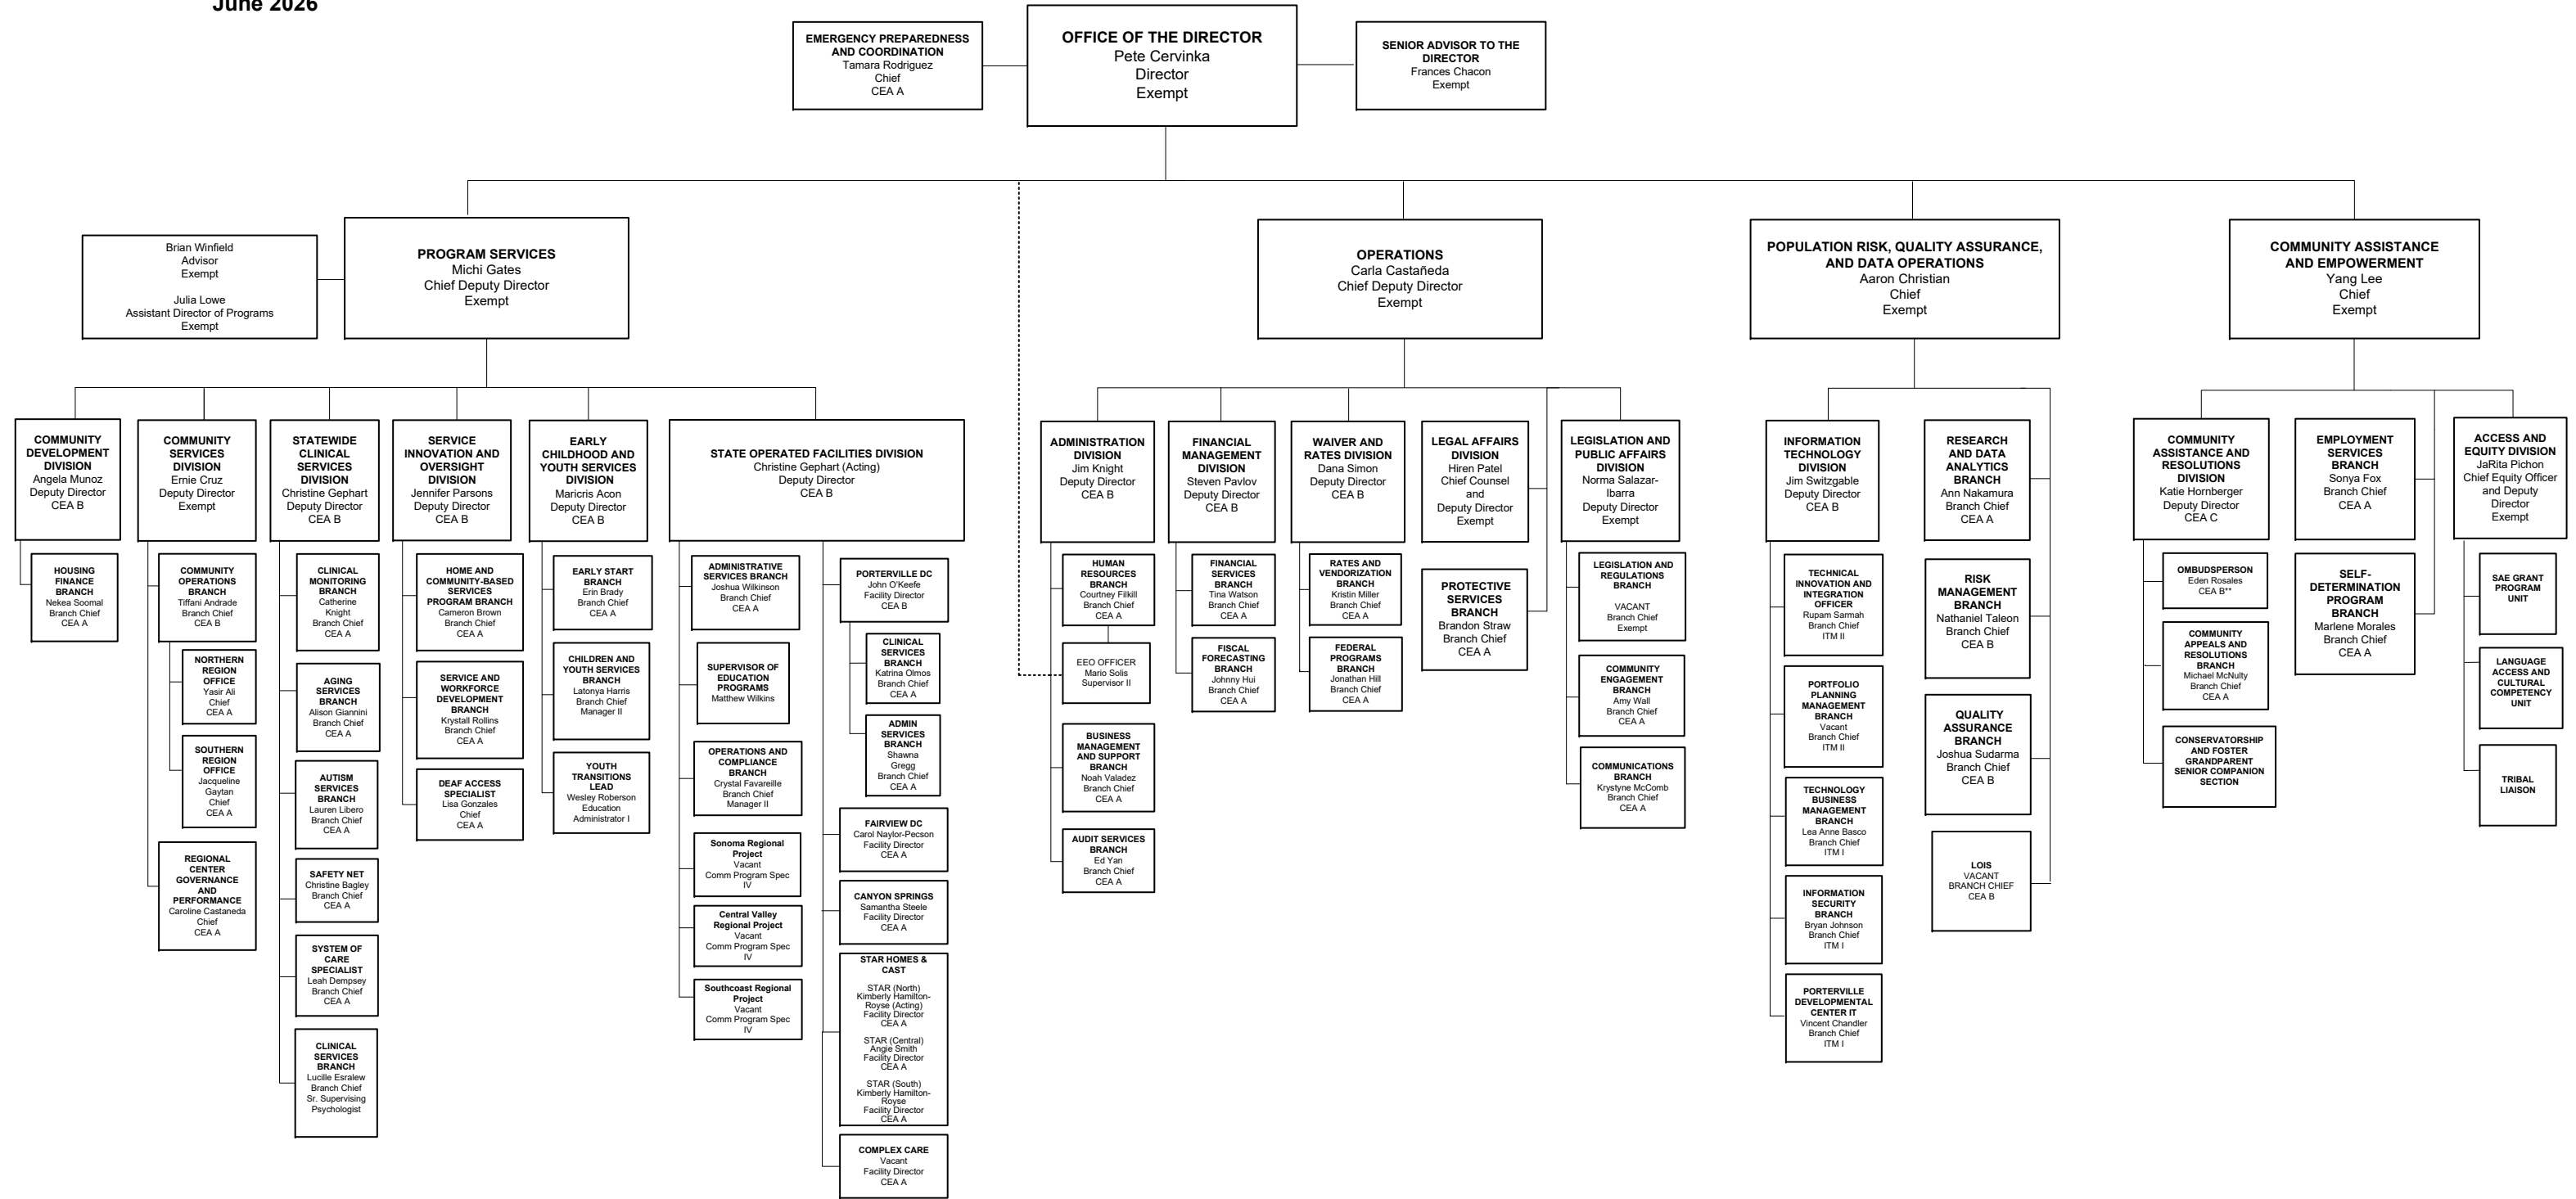 June 2026
EMERGENCY PREPAREDNESS
AND COORDINATION
Tamara Rodriguez
Chief
CEA A
OFFICE OF THE DIRECTOR
Pete Cervinka
Director
Exempt
SENIOR ADVISOR TO THE
DIRECTOR
Frances Chacon
Exempt
Brian Winfield
Advisor
Exempt
Julia Lowe
Assistant Director of Programs
Exempt
PROGRAM SERVICES
Michi Gates
Chief Deputy Director
Exempt
OPERATIONS
Carla Castañeda
Chief Deputy Director
Exempt
POPULATION RISK, QUALITY ASSURANCE,
AND DATA OPERATIONS
Aaron Christian
Chief
Exempt
COMMUNITY ASSISTANCE
AND EMPOWERMENT
Yang Lee
Chief
Exempt
COMMUNITY
DEVELOPMENT
DIVISION
Angela Munoz
Deputy Director
CEA B
HOUSING
FINANCE
BRANCH
Nekea Soomal
Branch Chief
CEA A
COMMUNITY
SERVICES
DIVISION
Ernie Cruz
Deputy Director
Exempt
COMMUNITY
OPERATIONS
BRANCH
Tiffani Andrade
Branch Chief
CEA B
NORTHERN
REGION
OFFICE
Yasir Ali
Chief
CEA A
SOUTHERN
REGION
OFFICE
Jacqueline
Gaytan
Chief
CEA A
REGIONAL
CENTER
GOVERNANCE
AND
PERFORMANCE
Caroline Castaneda
Chief
CEA A
STATEWIDE
CLINICAL
SERVICES
DIVISION
Christine Gephart
Deputy Director
CEA B
CLINICAL
MONITORING
BRANCH
Catherine
Knight
Branch Chief
CEA A
AGING
SERVICES
BRANCH
Alison Giannini
Branch Chief
CEA A
AUTISM
SERVICES
BRANCH
Lauren Libero
Branch Chief
CEA A
SAFETY NET
Christine Bagley
Branch Chief
CEA A
SYSTEM OF
CARE
SPECIALIST
Leah Dempsey
Branch Chief
CEA A
CLINICAL
SERVICES
BRANCH
Lucille Esralew
Branch Chief
Sr. Supervising
Psychologist
SERVICE
INNOVATION AND
OVERSIGHT
DIVISION
Jennifer Parsons
Deputy Director
CEA B
HOME AND
COMMUNITY-BASED
SERVICES
PROGRAM BRANCH
Cameron Brown
Branch Chief
CEA A
SERVICE AND
WORKFORCE
DEVELOPMENT
BRANCH
Krystall Rollins
Branch Chief
CEA A
DEAF ACCESS
SPECIALIST
Lisa Gonzales
Chief
CEA A
EARLY
CHILDHOOD AND
YOUTH SERVICES
DIVISION
Maricris Acon
Deputy Director
CEA B
EARLY START
BRANCH
Erin Brady
Branch Chief
CEA A
CHILDREN AND
YOUTH SERVICES
BRANCH
Latonya Harris
Branch Chief
Manager II
YOUTH
TRANSITIONS
LEAD
Wesley Roberson
Education
Administrator I
STATE OPERATED FACILITIES DIVISION
Christine Gephart (Acting)
Deputy Director
CEA B
ADMINISTRATIVE
SERVICES BRANCH
Joshua Wilkinson
Branch Chief
CEA A
SUPERVISOR OF
EDUCATION
PROGRAMS
Matthew Wilkins
OPERATIONS AND
COMPLIANCE
BRANCH
Crystal Favareille
Branch Chief
Manager II
Sonoma Regional
Project
Vacant
Comm Program Spec
IV
Central Valley
Regional Project
Vacant
Comm Program Spec
IV
Southcoast Regional
Project
Vacant
Comm Program Spec
IV
PORTERVILLE DC
John O'Keefe
Facility Director
CEA B
CLINICAL
SERVICES
BRANCH
Katrina Olmos
Branch Chief
CEA A
ADMIN
SERVICES
BRANCH
Shawna
Gregg
Branch Chief
CEA A
FAIRVIEW DC
Carol Naylor-Pecson
Facility Director
CEA A
CANYON SPRINGS
Samantha Steele
Facility Director
CEA A
STAR HOMES &
CAST
STAR (North)
Kimberly Hamilton-
Royse (Acting)
Facility Director
CEA A
STAR (Central)
Angie Smith
Facility Director
CEA A
STAR (South)
Kimberly Hamilton-
Royse
Facility Director
CEA A
COMPLEX CARE
Vacant
Facility Director
CEA A
ADMINISTRATION
DIVISION
Jim Knight
Deputy Director
CEA B
HUMAN
RESOURCES
BRANCH
Courtney Filkill
Branch Chief
CEA A
EEO OFFICER
Mario Solis
Supervisor II
BUSINESS
MANAGEMENT
AND SUPPORT
BRANCH
Noah Valadez
Branch Chief
CEA A
AUDIT SERVICES
BRANCH
Ed Yan
Branch Chief
CEA A
FINANCIAL
MANAGEMENT
DIVISION
Steven Pavlov
Deputy Director
CEA B
FINANCIAL
SERVICES
BRANCH
Tina Watson
Branch Chief
CEA A
FISCAL
FORECASTING
BRANCH
Johnny Hui
Branch Chief
CEA A
WAIVER AND
RATES DIVISION
Dana Simon
Deputy Director
CEA B
RATES AND
VENDORIZATION
BRANCH
Kristin Miller
Branch Chief
CEA A
FEDERAL
PROGRAMS
BRANCH
Jonathan Hill
Branch Chief
CEA A
LEGAL AFFAIRS
DIVISION
Hiren Patel
Chief Counsel
and
Deputy Director
Exempt
PROTECTIVE
SERVICES
BRANCH
Brandon Straw
Branch Chief
CEA A
LEGISLATION AND
PUBLIC AFFAIRS
DIVISION
Norma Salazar-
Ibarra
Deputy Director
Exempt
LEGISLATION AND
REGULATIONS
BRANCH
VACANT
Branch Chief
Exempt
COMMUNITY
ENGAGEMENT
BRANCH
Amy Wall
Branch Chief
CEA A
COMMUNICATIONS
BRANCH
Krystyne McComb
Branch Chief
CEA A
INFORMATION
TECHNOLOGY
DIVISION
Jim Switzgable
Deputy Director
CEA B
TECHNICAL
INNOVATION AND
INTEGRATION
OFFICER
Rupam Sarmah
Branch Chief
ITM II
PORTFOLIO
PLANNING
MANAGEMENT
BRANCH
Vacant
Branch Chief
ITM II
TECHNOLOGY
BUSINESS
MANAGEMENT
BRANCH
Lea Anne Basco
Branch Chief
ITM I
INFORMATION
SECURITY
BRANCH
Bryan Johnson
Branch Chief
ITM I
PORTERVILLE
DEVELOPMENTAL
CENTER IT
Vincent Chandler
Branch Chief
ITM I
RESEARCH
AND DATA
ANALYTICS
BRANCH
Ann Nakamura
Branch Chief
CEA A
RISK
MANAGEMENT
BRANCH
Nathaniel Taleon
Branch Chief
CEA B
QUALITY
ASSURANCE
BRANCH
Joshua Sudarma
Branch Chief
CEA B
LOIS
VACANT
BRANCH CHIEF
CEA B
COMMUNITY
ASSISTANCE AND
RESOLUTIONS
DIVISION
Katie Hornberger
Deputy Director
CEA C
OMBUDSPERSON
Eden Rosales
CEA B**
COMMUNITY
APPEALS AND
RESOLUTIONS
BRANCH
Michael McNulty
Branch Chief
CEA A
CONSERVATORSHIP
AND FOSTER
GRANDPARENT
SENIOR COMPANION
SECTION
EMPLOYMENT
SERVICES
BRANCH
Sonya Fox
Branch Chief
CEA A
SELF-
DETERMINATION
PROGRAM
BRANCH
Marlene Morales
Branch Chief
CEA A
ACCESS AND
EQUITY DIVISION
JaRita Pichon
Chief Equity Officer
and Deputy
Director
Exempt
SAE GRANT
PROGRAM
UNIT
LANGUAGE
ACCESS AND
CULTURAL
COMPETENCY
UNIT
TRIBAL
LIAISON